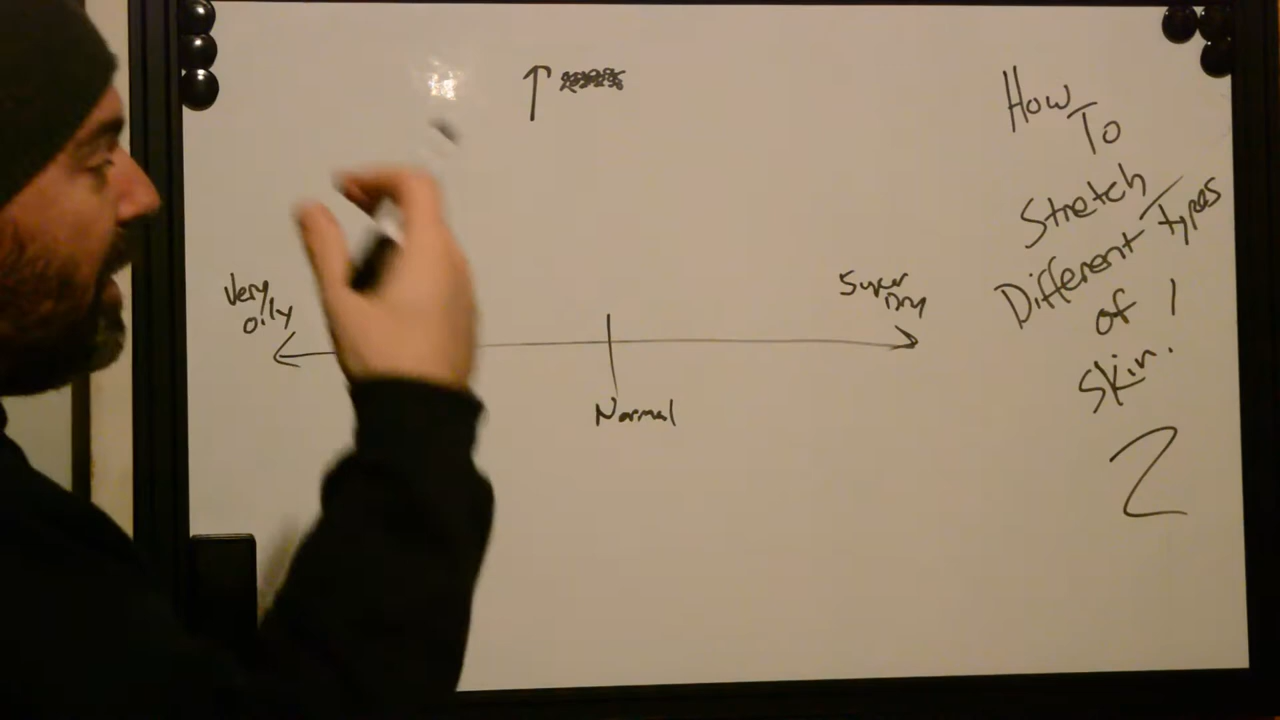 Very
oily
Normal
Super
Dry
How
To
Stretch
Different Types
of
Skin.
2